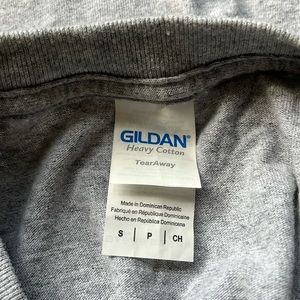 GILDAN®
Heavy Cotton
TearAway
Made in Dominican Republic
Fabriqué en République Dominicaine
Hecho en República Dominicana
S | P | CH